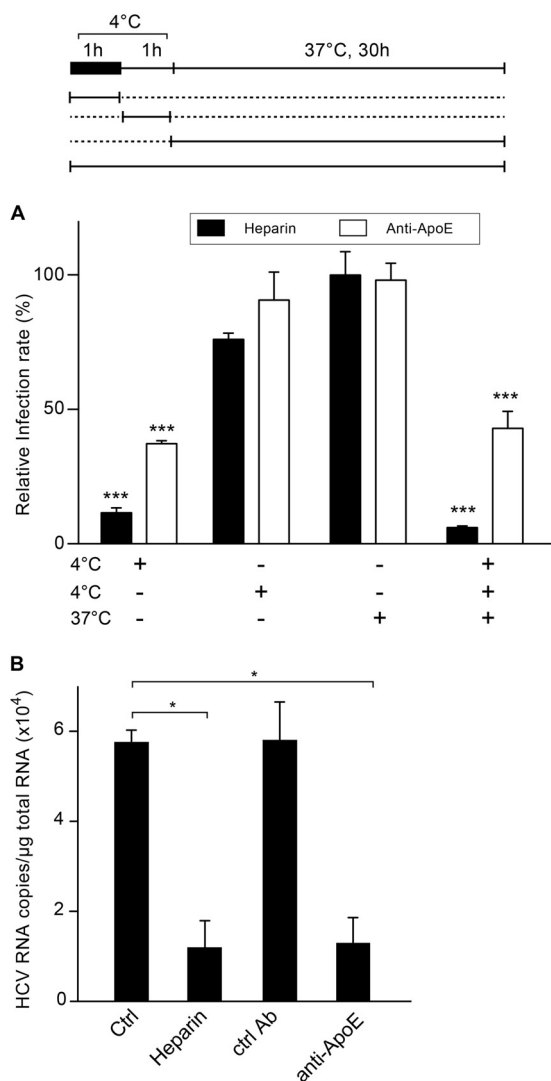 4°C
1h 1h 37°C, 30h
A
Heparin Anti-ApoE
Relative Infection rate (%)
100
50
0
*** *** *** ***
4°C + - - +
4°C - + - +
37°C - - + +
B
HCV RNA copies/µg total RNA (x10⁴)
6
4
2
0
* *
Ctrl Heparin ctrl Ab anti-ApoE